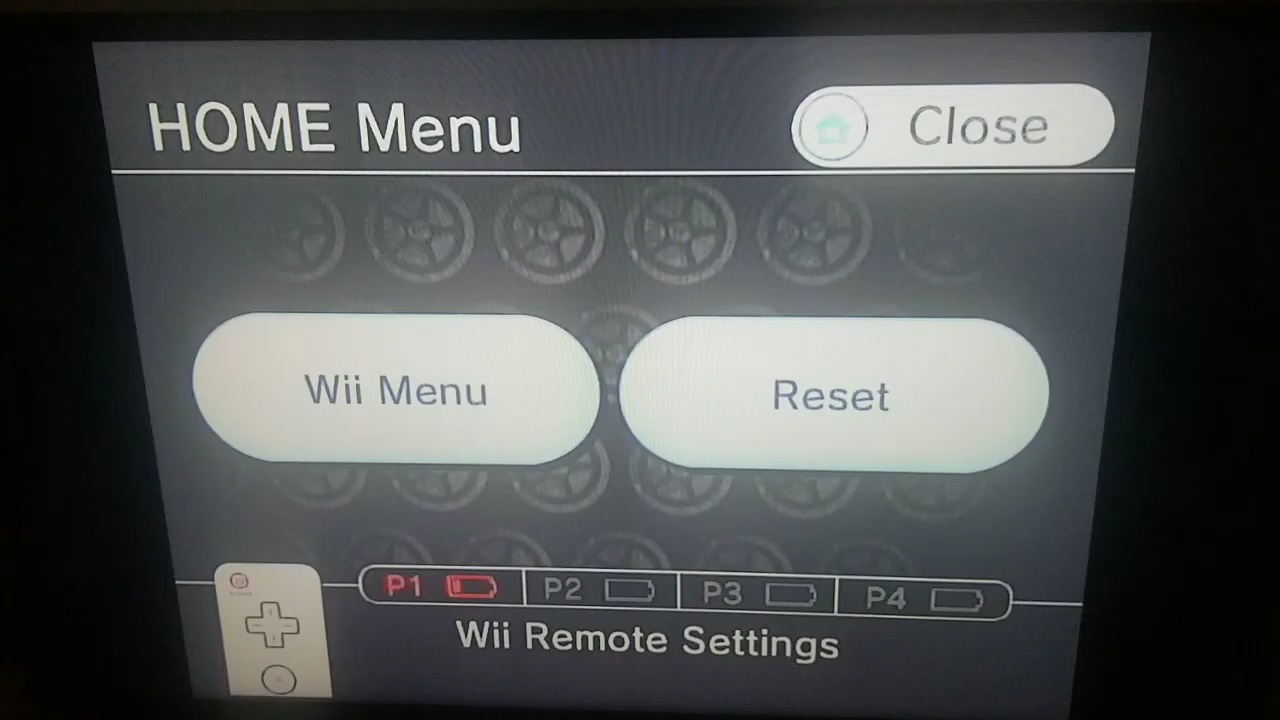 HOME Menu
Close
Wii Menu
Reset
P1 P2 P3 P4
Wii Remote Settings